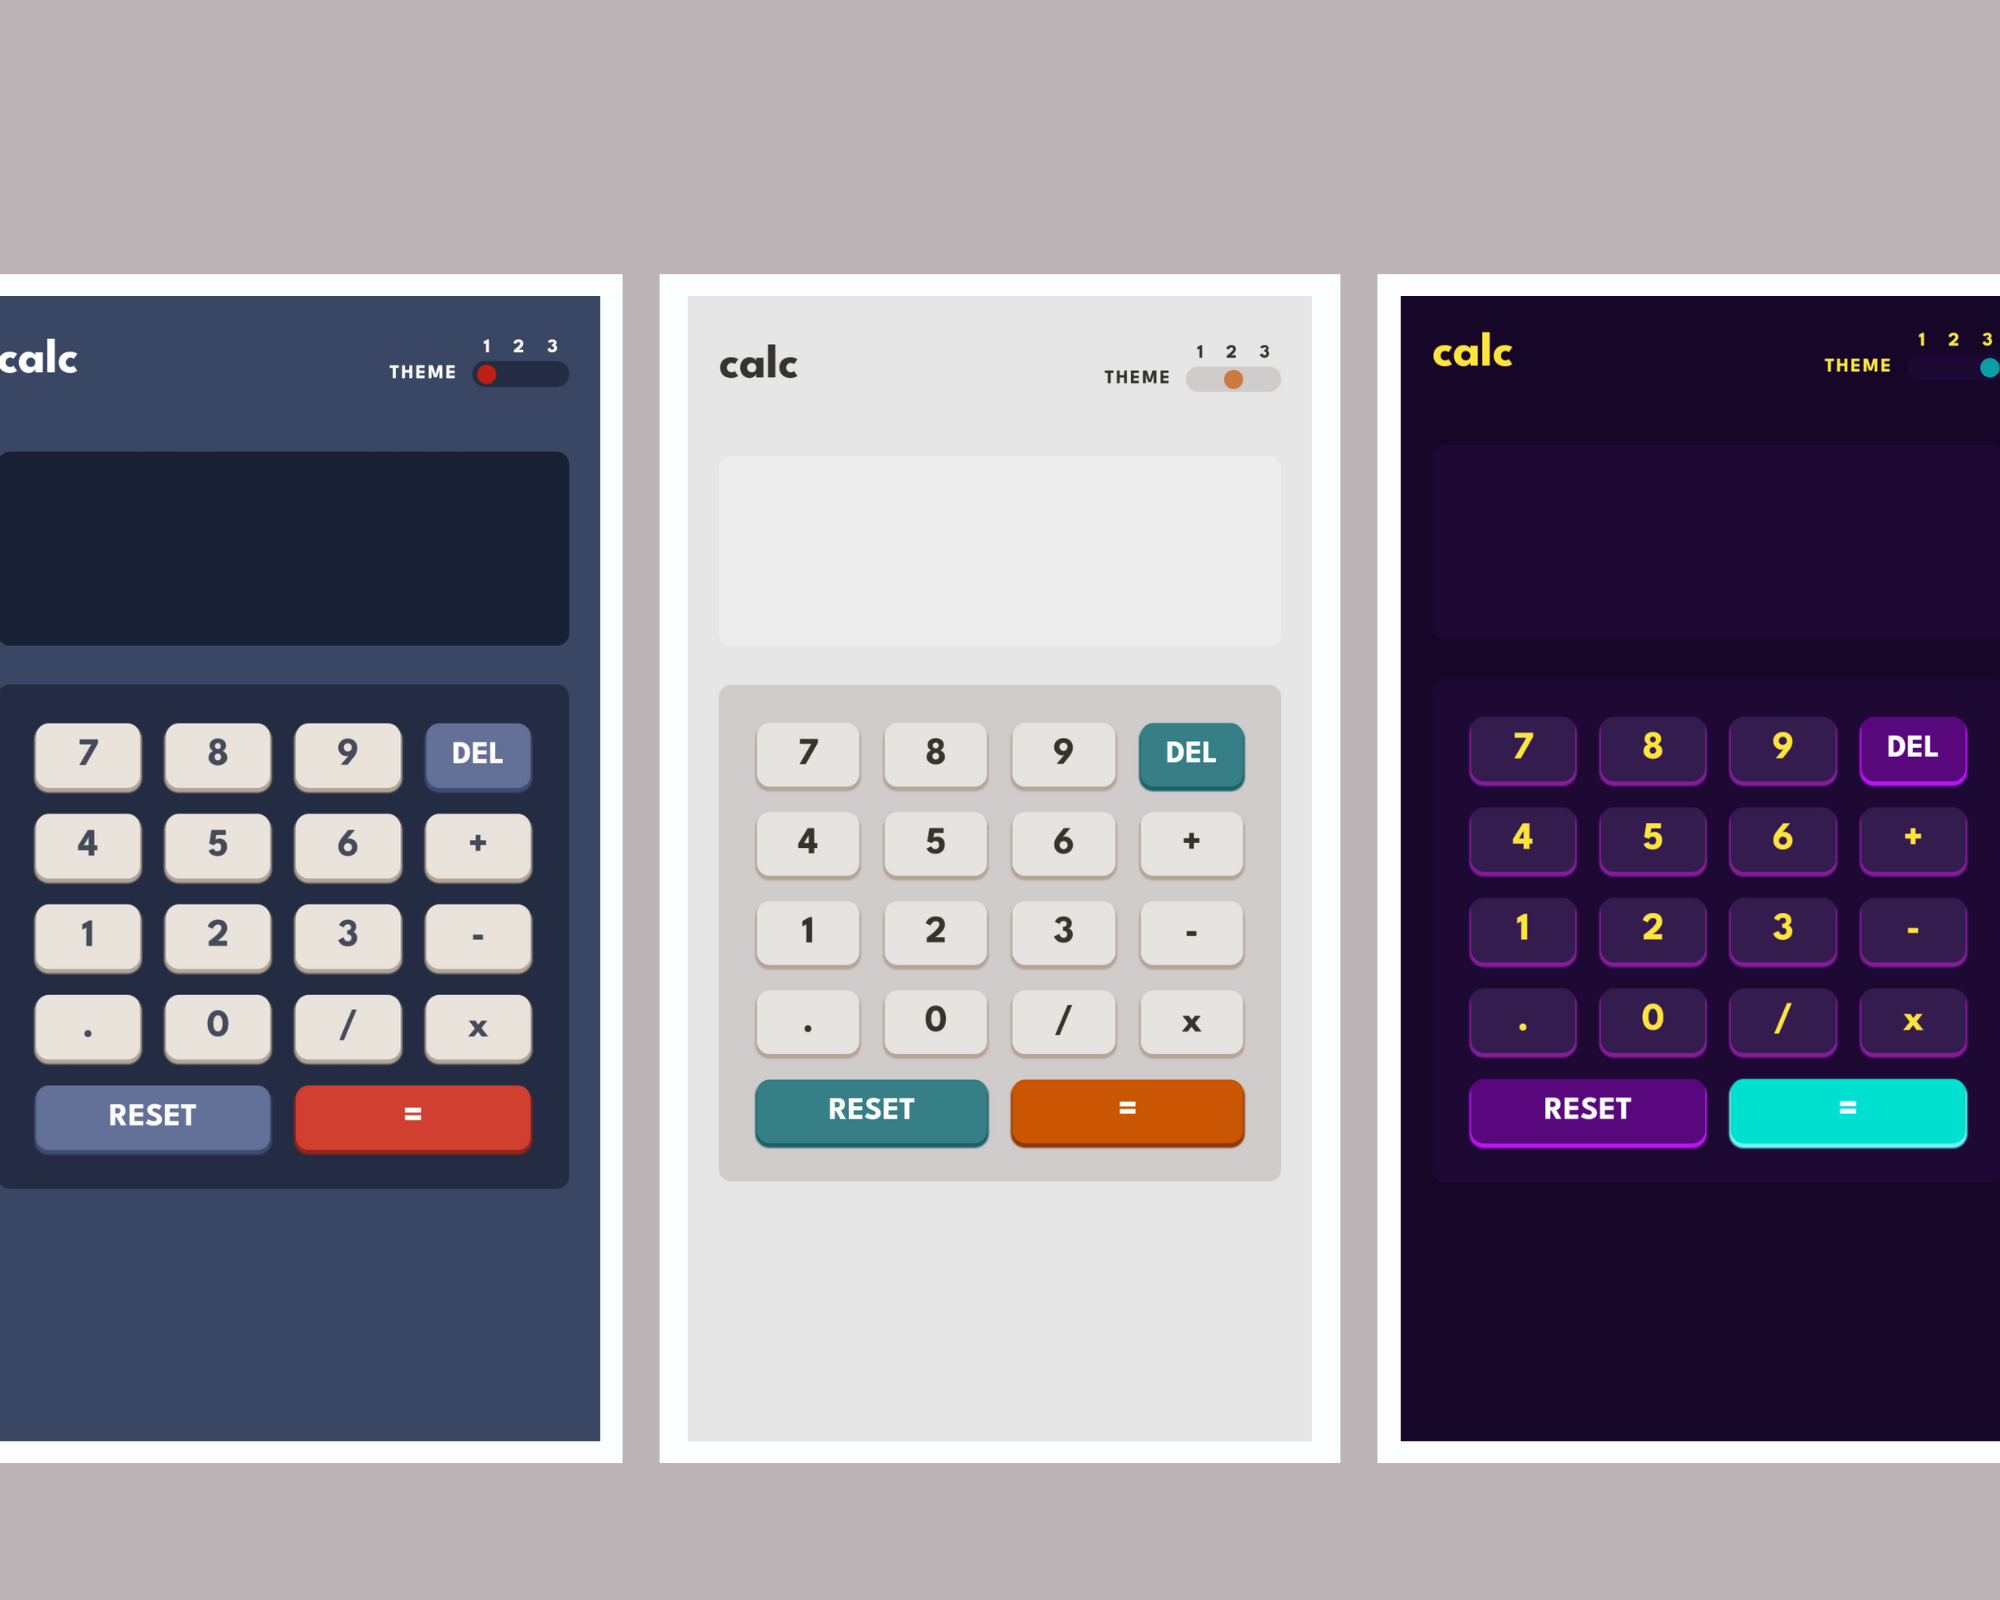 calc
1 2 3
THEME
7 8 9 DEL
4 5 6 +
1 2 3 -
. 0 / x
RESET =
calc
1 2 3
THEME
7 8 9 DEL
4 5 6 +
1 2 3 -
. 0 / x
RESET =
calc
1 2 3
THEME
7 8 9 DEL
4 5 6 +
1 2 3 -
. 0 / x
RESET =